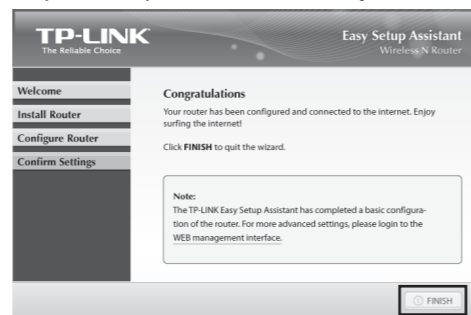 TP-LINK
The Reliable Choice
Easy Setup Assistant
Wireless N Router
Welcome
Install Router
Configure Router
Confirm Settings
Congratulations
Your router has been configured and connected to the internet. Enjoy
surfing the internet!
Click FINISH to quit the wizard.
Note:
The TP-LINK Easy Setup Assistant has completed a basic configura-
tion of the router. For more advanced settings, please login to the
WEB management interface.
FINISH